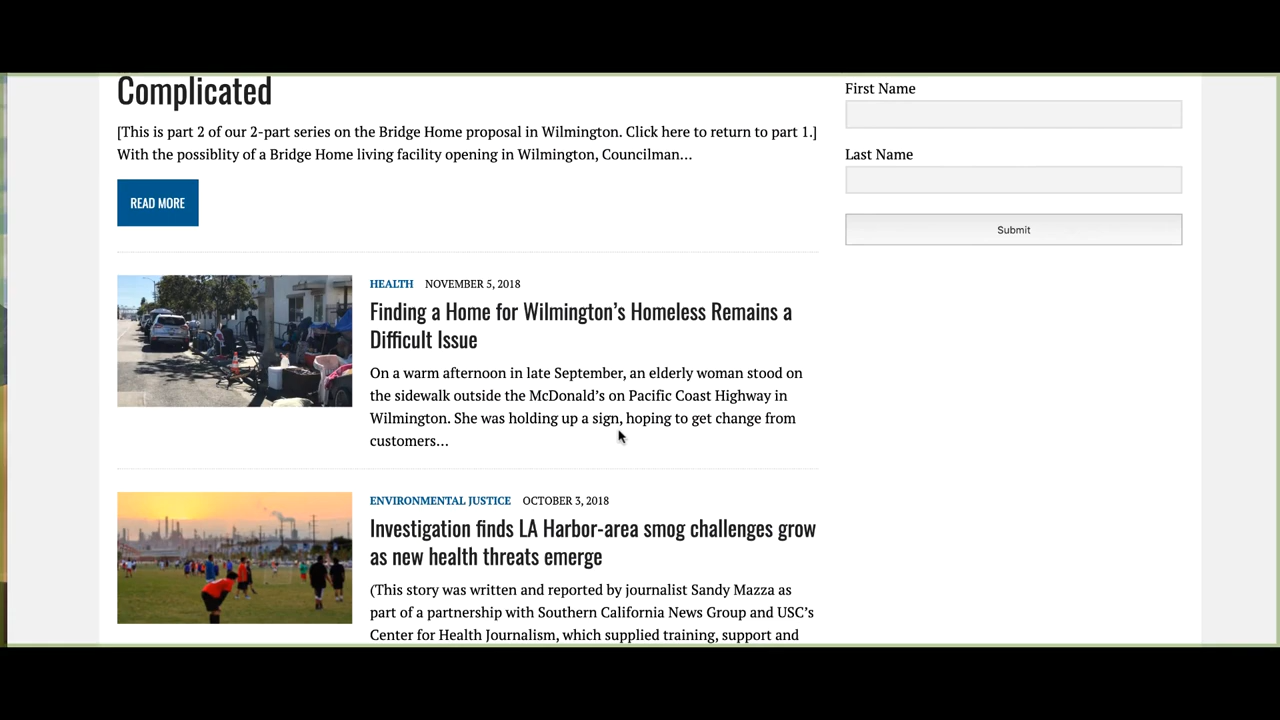 Complicated
[This is part 2 of our 2-part series on the Bridge Home proposal in Wilmington. Click here to return to part 1.]
With the possiblity of a Bridge Home living facility opening in Wilmington, Councilman…
READ MORE
HEALTH NOVEMBER 5, 2018
Finding a Home for Wilmington’s Homeless Remains a
Difficult Issue
On a warm afternoon in late September, an elderly woman stood on
the sidewalk outside the McDonald’s on Pacific Coast Highway in
Wilmington. She was holding up a sign, hoping to get change from
customers…
ENVIRONMENTAL JUSTICE OCTOBER 3, 2018
Investigation finds LA Harbor-area smog challenges grow
as new health threats emerge
(This story was written and reported by journalist Sandy Mazza as
part of a partnership with Southern California News Group and USC’s
Center for Health Journalism, which supplied training, support and
First Name
Last Name
Submit